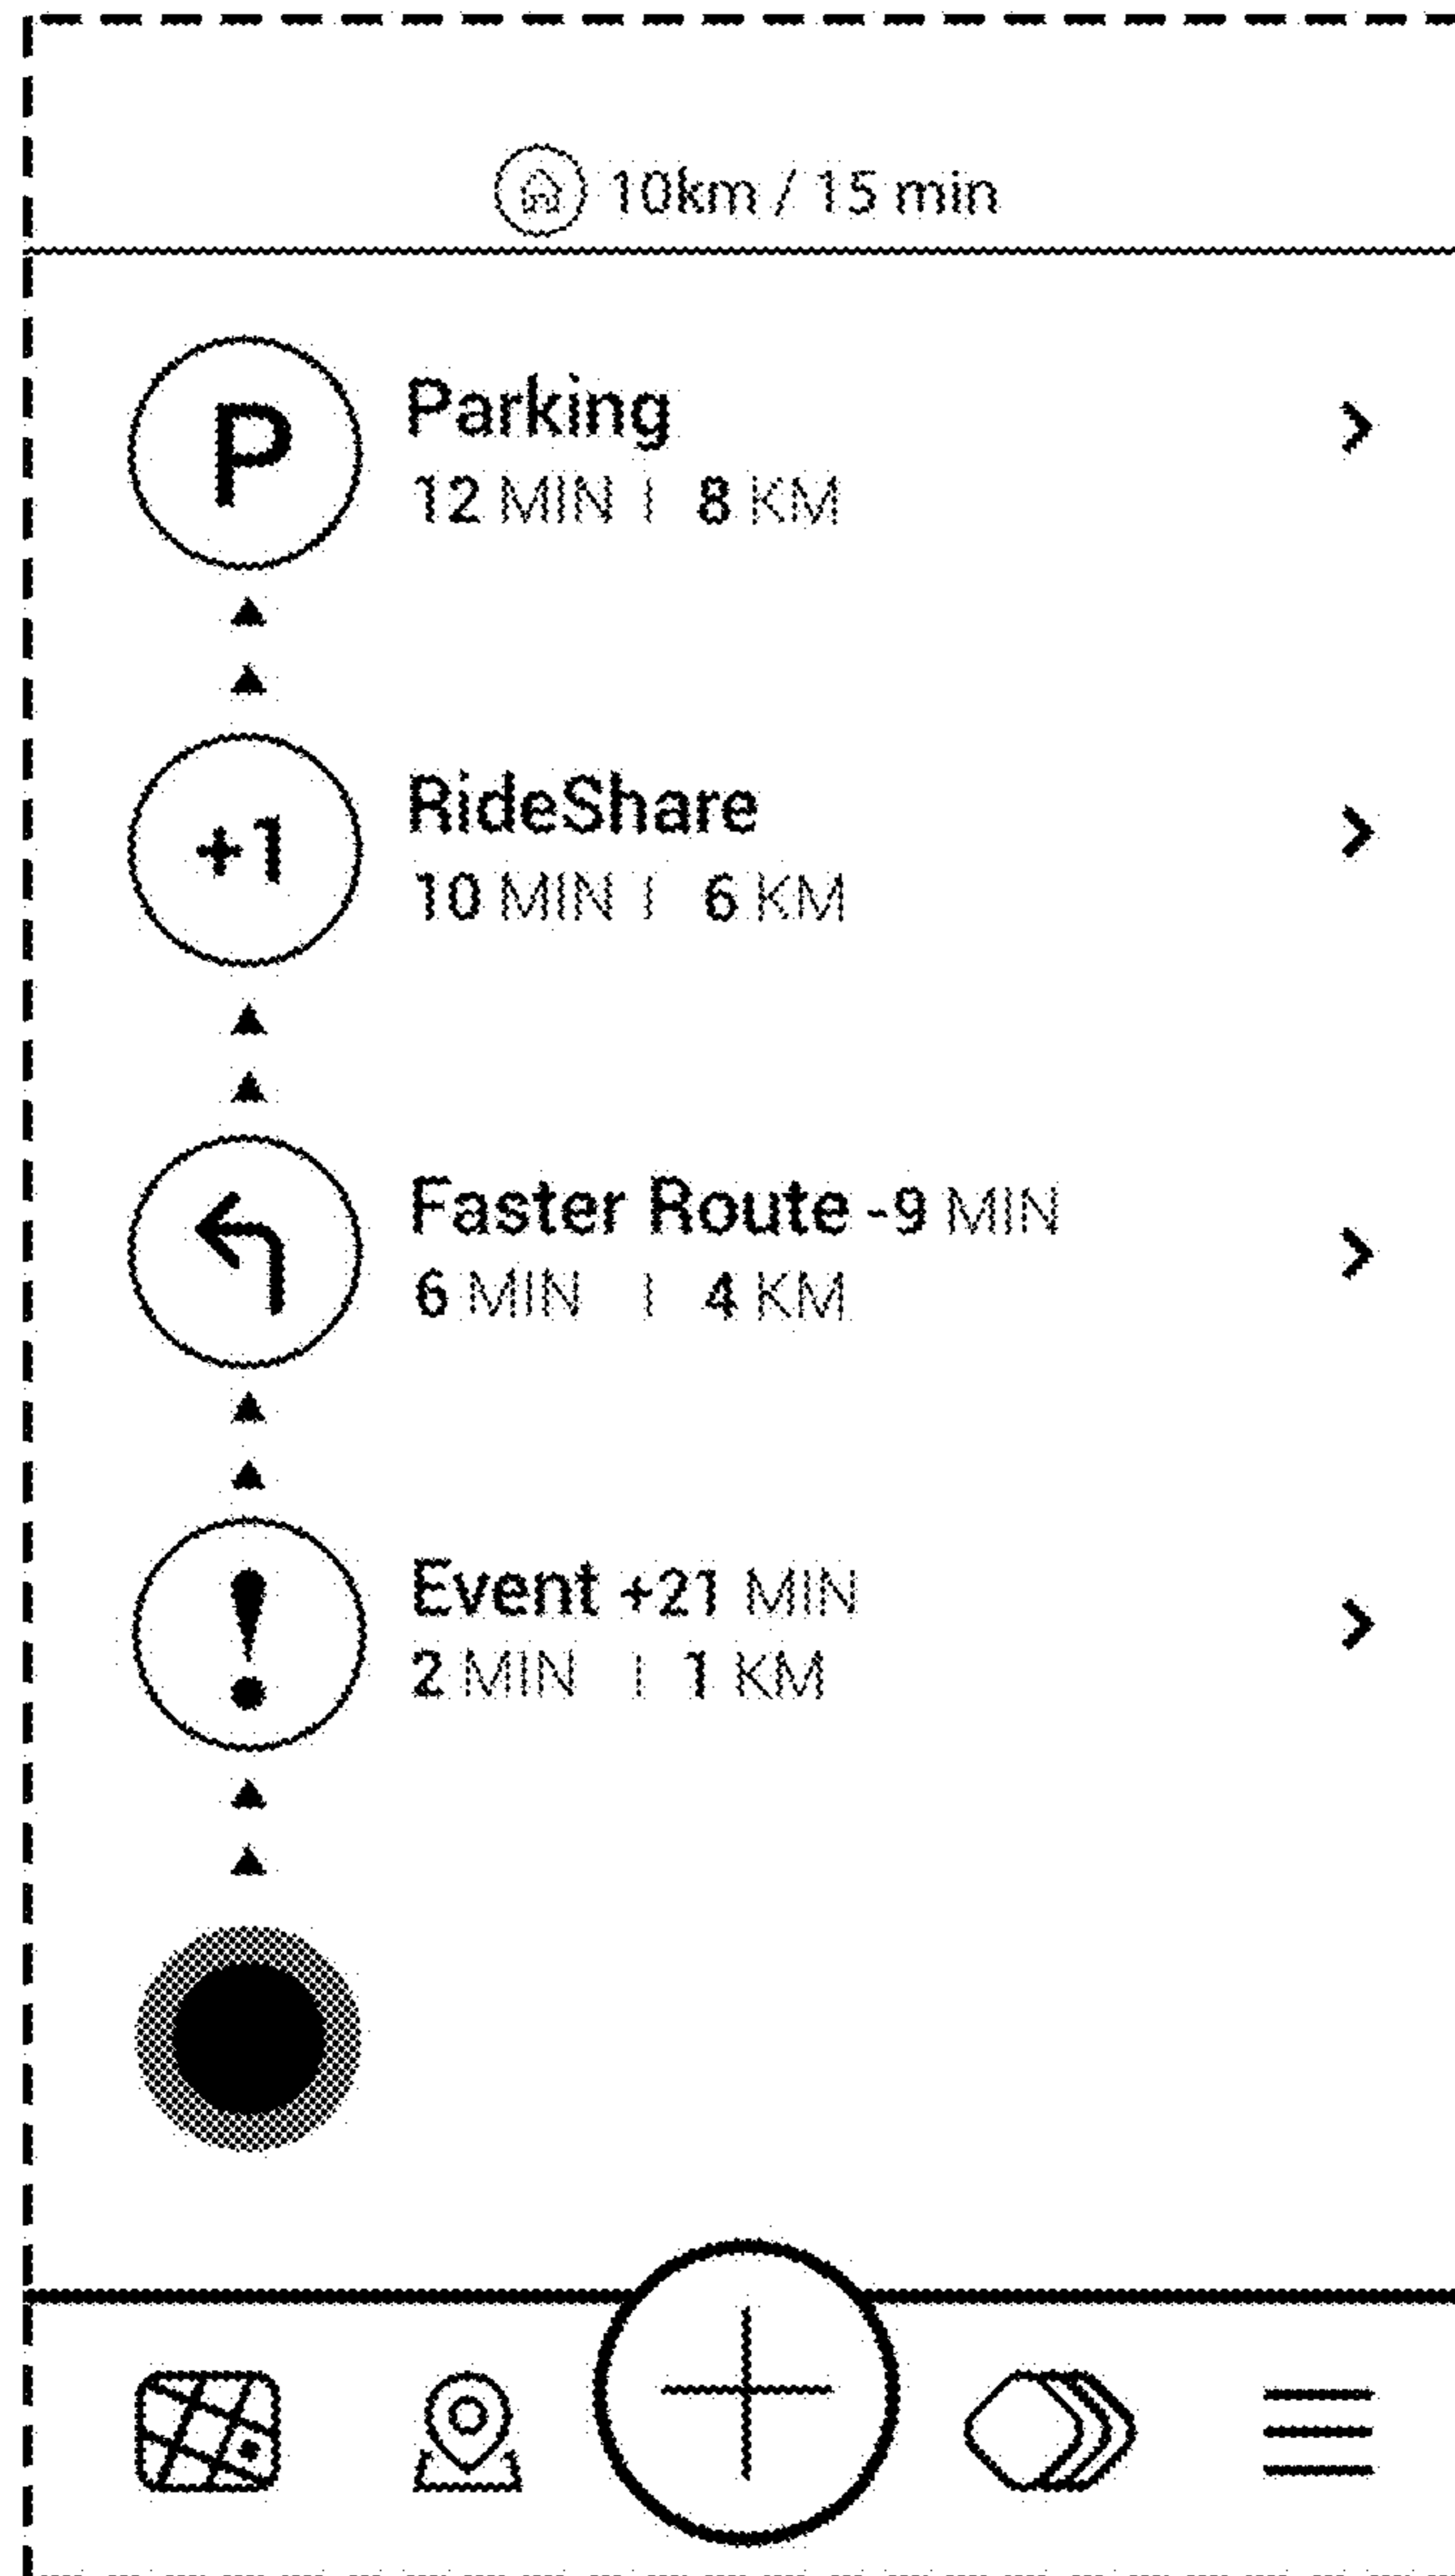 10km / 15 min
P
Parking
12 MIN | 8 KM
+1
RideShare
10 MIN | 6 KM
Faster Route -9 MIN
6 MIN | 4 KM
!
Event +21 MIN
2 MIN | 1 KM